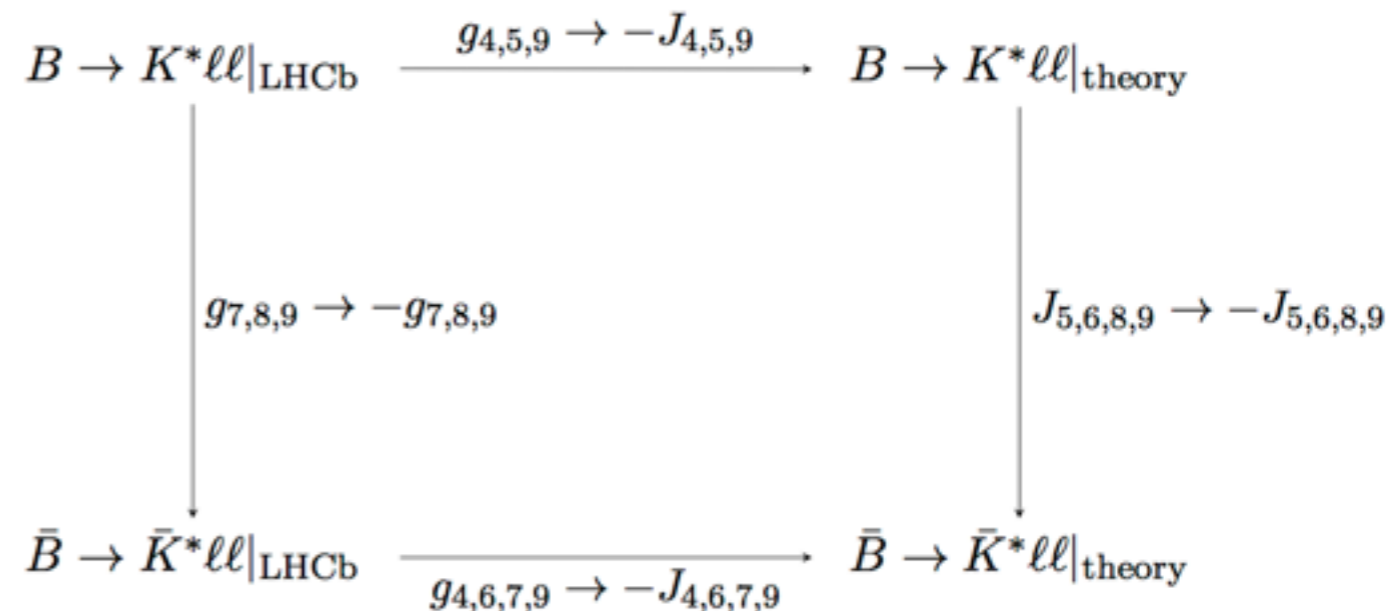 g₄,₅,₉ → −J₄,₅,₉
B → K*ℓℓ|LHCb
B → K*ℓℓ|theory
g₇,₈,₉ → −g₇,₈,₉
J₅,₆,₈,₉ → −J₅,₆,₈,₉
B̄ → K̄*ℓℓ|LHCb
B̄ → K̄*ℓℓ|theory
g₄,₆,₇,₉ → −J₄,₆,₇,₉